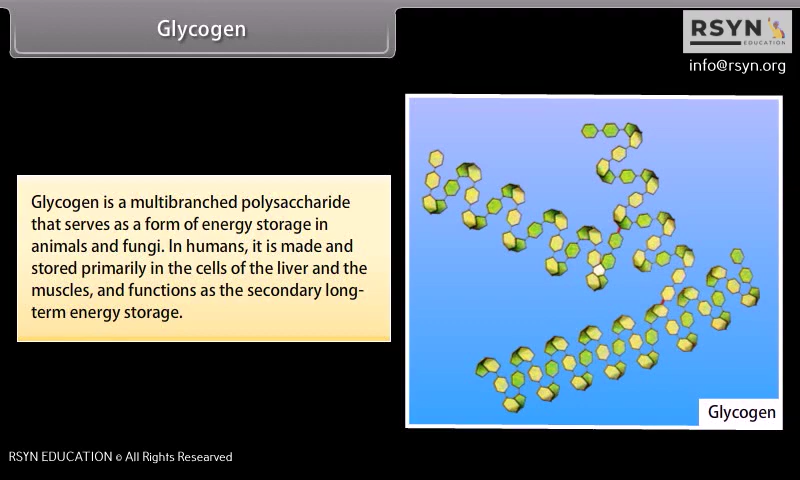 Glycogen
RSYN
EDUCATION
info@rsyn.org
Glycogen is a multibranched polysaccharide
that serves as a form of energy storage in
animals and fungi. In humans, it is made and
stored primarily in the cells of the liver and the
muscles, and functions as the secondary long-
term energy storage.
Glycogen
RSYN EDUCATION © All Rights Researved